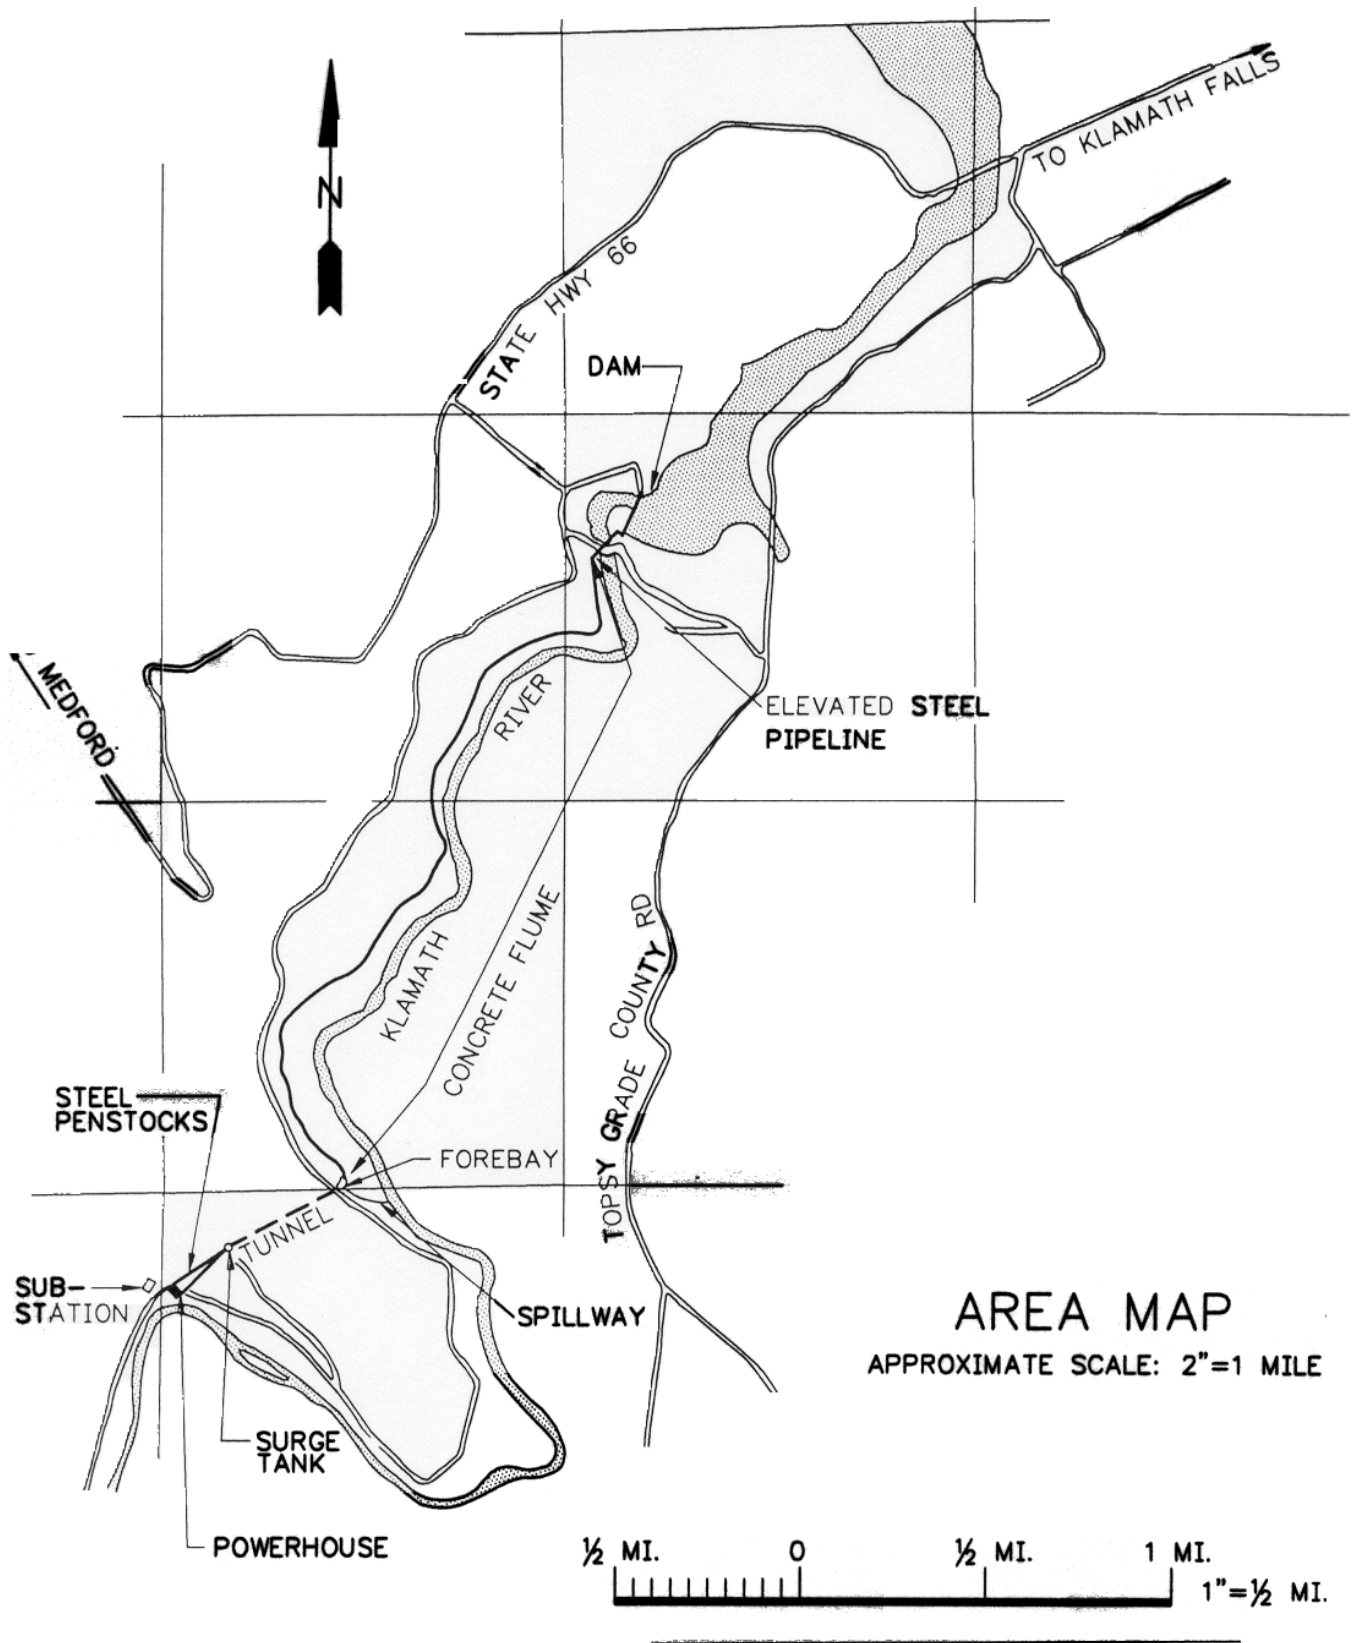 N
TO KLAMATH FALLS
STATE HWY 66
DAM
MEDFORD
RIVER
ELEVATED STEEL
PIPELINE
KLAMATH
CONCRETE FLUME
TOPSY GRADE COUNTY RD
STEEL
PENSTOCKS
FOREBAY
TUNNEL
SUB-
STATION
SPILLWAY
AREA MAP
APPROXIMATE SCALE: 2"=1 MILE
SURGE
TANK
POWERHOUSE
½ MI. 0 ½ MI. 1 MI.
1"=½ MI.